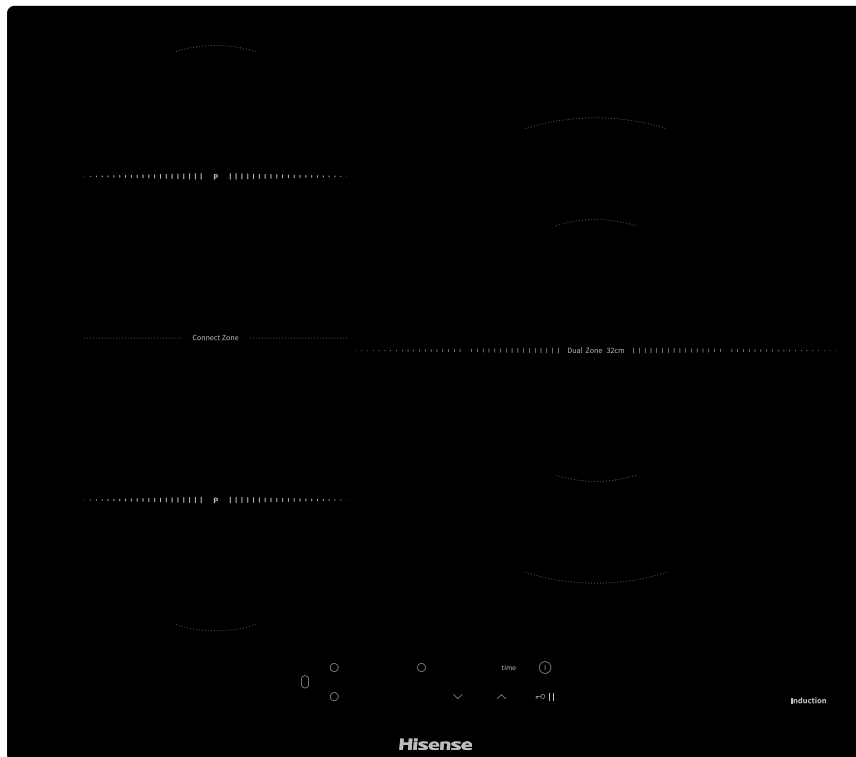 P
Connect Zone
Dual Zone 32cm
P
time
Induction
Hisense